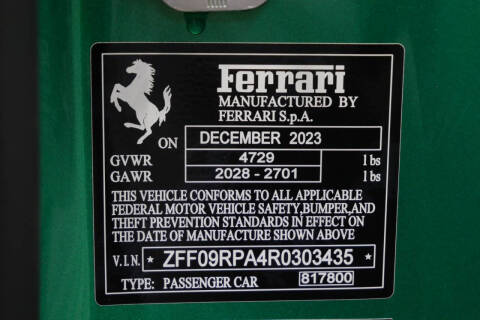 Ferrari
MANUFACTURED BY
FERRARI S.p.A.
ON DECEMBER 2023
GVWR 4729 lbs
GAWR 2028 - 2701 lbs
THIS VEHICLE CONFORMS TO ALL APPLICABLE
FEDERAL MOTOR VEHICLE SAFETY,BUMPER,AND
THEFT PREVENTION STANDARDS IN EFFECT ON
THE DATE OF MANUFACTURE SHOWN ABOVE
V.I.N. * ZFF09RPA4R0303435 *
TYPE: PASSENGER CAR 817800